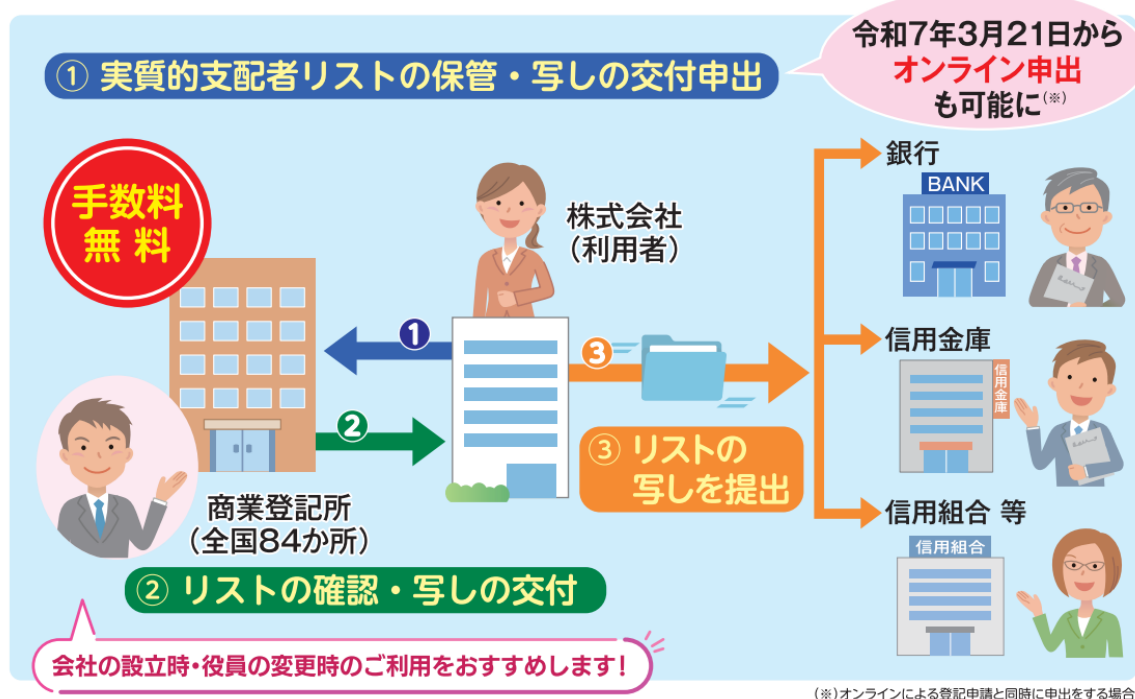 ① 実質的支配者リストの保管・写しの交付申出
令和7年3月21日から
オンライン申出
も可能に(※)
手数料
無料
株式会社
(利用者)
❶
❷
❸
商業登記所
(全国84か所)
② リストの確認・写しの交付
③ リストの
写しを提出
銀行
BANK
信用金庫
信用金庫
信用組合 等
信用組合
会社の設立時・役員の変更時のご利用をおすすめします!
(※)オンラインによる登記申請と同時に申出をする場合